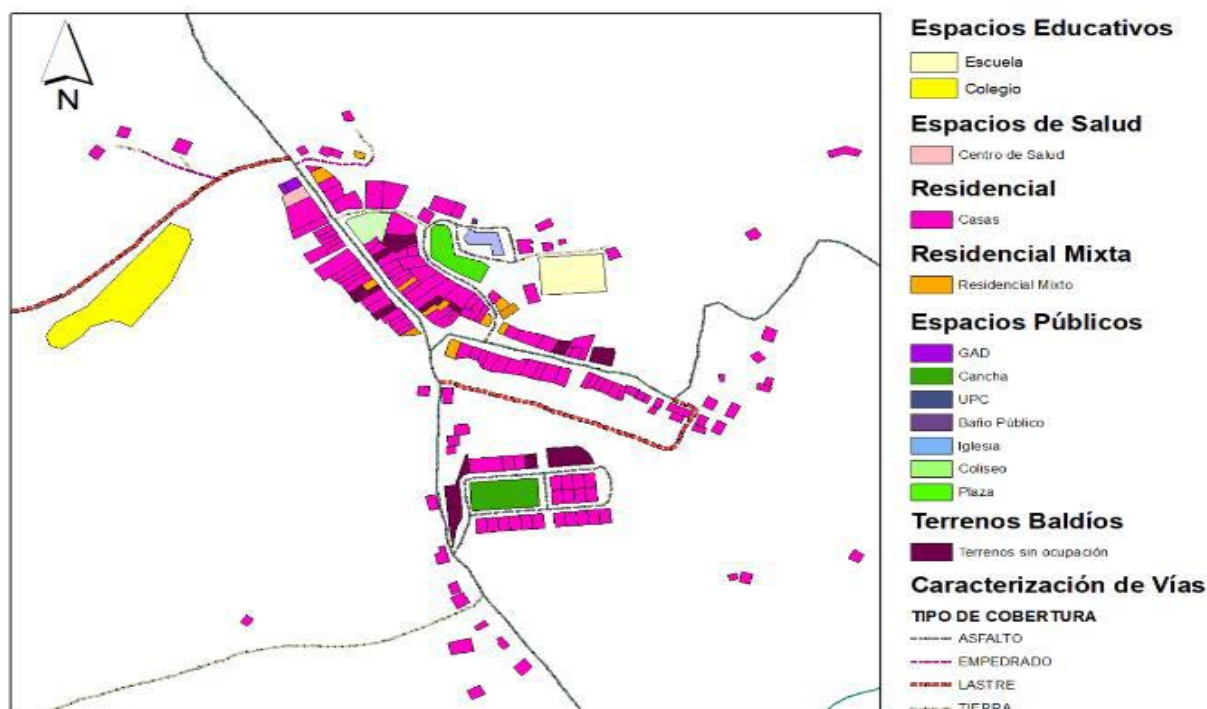 N
Espacios Educativos
Escuela
Colegio
Espacios de Salud
Centro de Salud
Residencial
Casas
Residencial Mixta
Residencial Mixto
Espacios Públicos
GAD
Cancha
UPC
Baño Público
Iglesia
Coliseo
Plaza
Terrenos Baldíos
Terrenos sin ocupación
Caracterización de Vías
TIPO DE COBERTURA
ASFALTO
EMPEDRADO
LASTRE
TIERRA